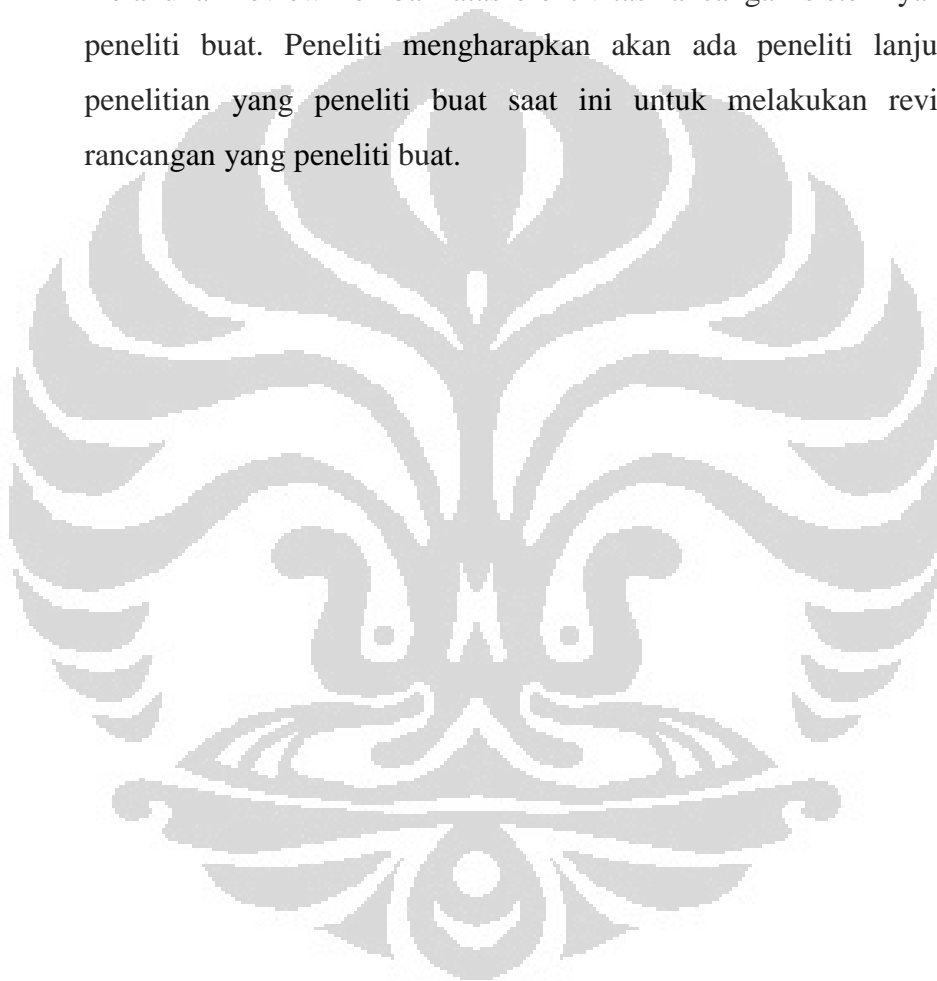 peneliti buat. Peneliti mengharapkan akan ada peneliti lanju
penelitian yang peneliti buat saat ini untuk melakukan revi
rancangan yang peneliti buat.